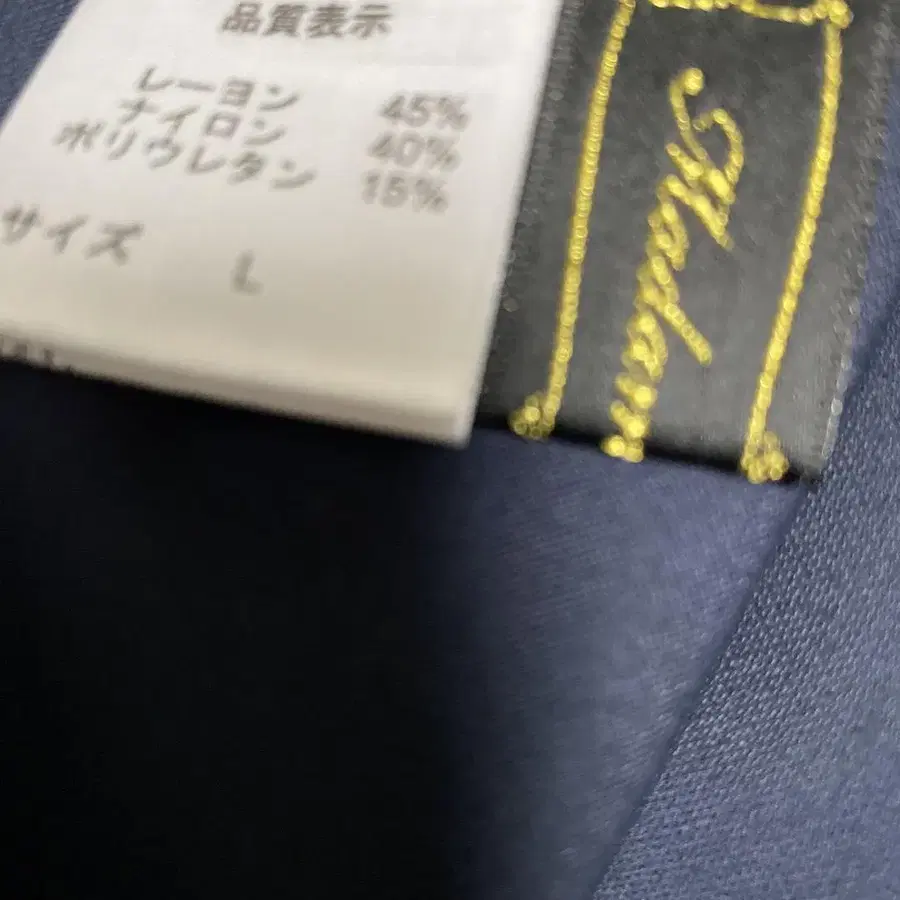 品質表示
レーヨン 45%
ナイロン 40%
ポリウレタン 15%
サイズ L